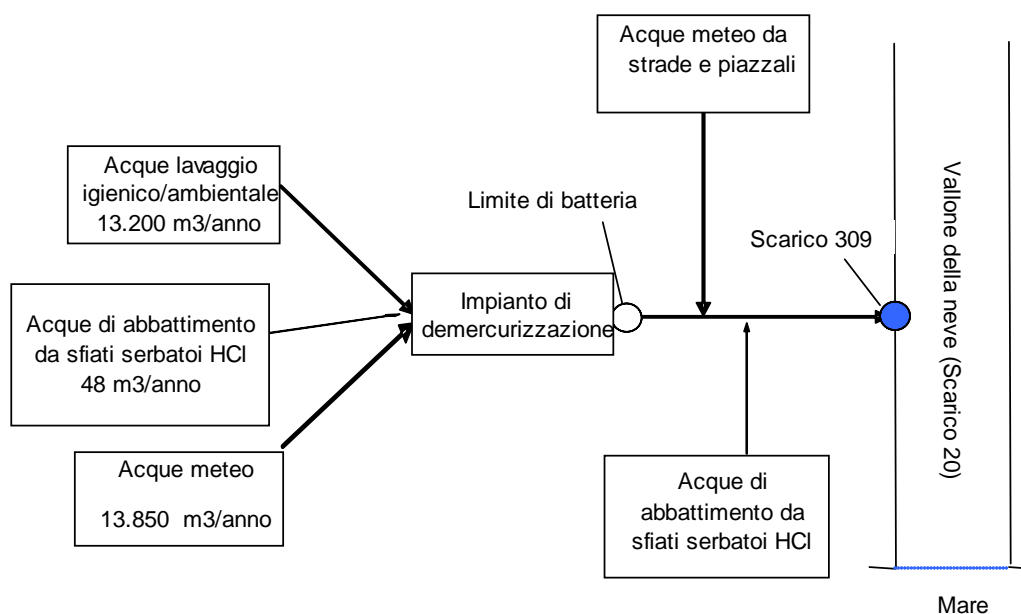 Acque meteo da
strade e piazzali
Acque lavaggio
igienico/ambientale
13.200 m3/anno
Limite di batteria
Scarico 309
Vallone della neve (Scarico 20)
Acque di abbattimento
da sfiati serbatoi HCl
48 m3/anno
Impianto di
demercurizzazione
Acque meteo
13.850 m3/anno
Acque di
abbattimento da
sfiati serbatoi HCl
Mare